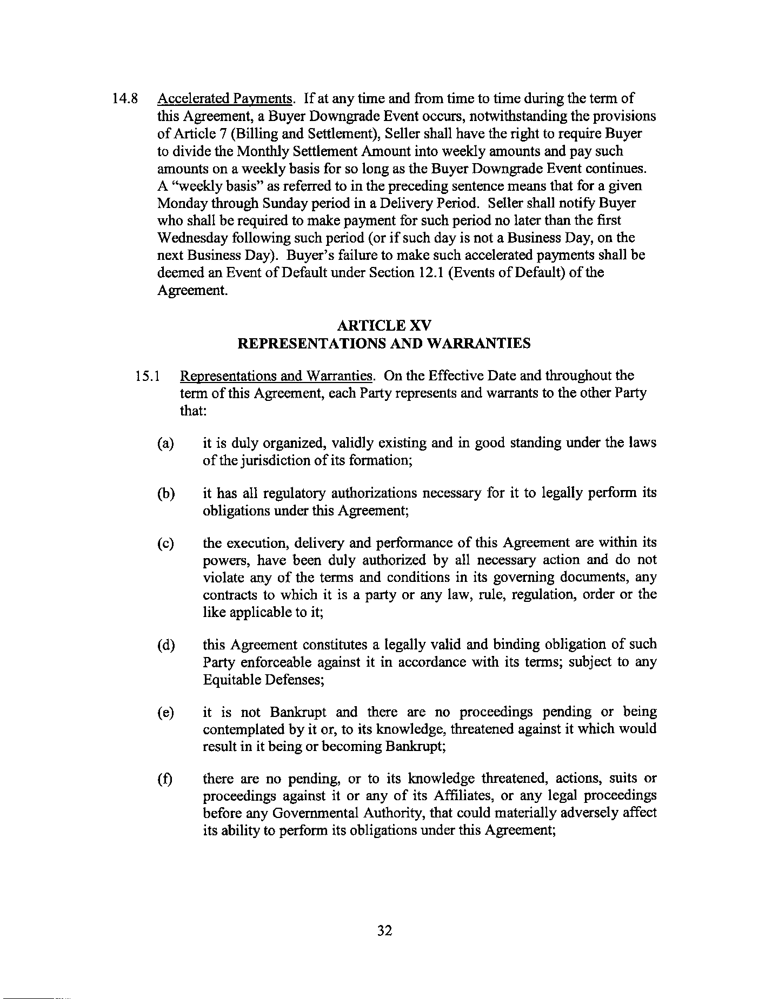 14.8 Accelerated Payments. If at any time and from time to time during the term of
this Agreement, a Buyer Downgrade Event occurs, notwithstanding the provisions
of Article 7 (Billing and Settlement), Seller shall have the right to require Buyer
to divide the Monthly Settlement Amount into weekly amounts and pay such
amounts on a weekly basis for so long as the Buyer Downgrade Event continues.
A “weekly basis” as referred to in the preceding sentence means that for a given
Monday through Sunday period in a Delivery Period. Seller shall notify Buyer
who shall be required to make payment for such period no later than the first
Wednesday following such period (or if such day is not a Business Day, on the
next Business Day). Buyer’s failure to make such accelerated payments shall be
deemed an Event of Default under Section 12.1 (Events of Default) of the
Agreement.
ARTICLE XV
REPRESENTATIONS AND WARRANTIES
15.1 Representations and Warranties. On the Effective Date and throughout the
term of this Agreement, each Party represents and warrants to the other Party
that:
(a) it is duly organized, validly existing and in good standing under the laws
of the jurisdiction of its formation;
(b) it has all regulatory authorizations necessary for it to legally perform its
obligations under this Agreement;
(c) the execution, delivery and performance of this Agreement are within its
powers, have been duly authorized by all necessary action and do not
violate any of the terms and conditions in its governing documents, any
contracts to which it is a party or any law, rule, regulation, order or the
like applicable to it;
(d) this Agreement constitutes a legally valid and binding obligation of such
Party enforceable against it in accordance with its terms; subject to any
Equitable Defenses;
(e) it is not Bankrupt and there are no proceedings pending or being
contemplated by it or, to its knowledge, threatened against it which would
result in it being or becoming Bankrupt;
(f) there are no pending, or to its knowledge threatened, actions, suits or
proceedings against it or any of its Affiliates, or any legal proceedings
before any Governmental Authority, that could materially adversely affect
its ability to perform its obligations under this Agreement;
32